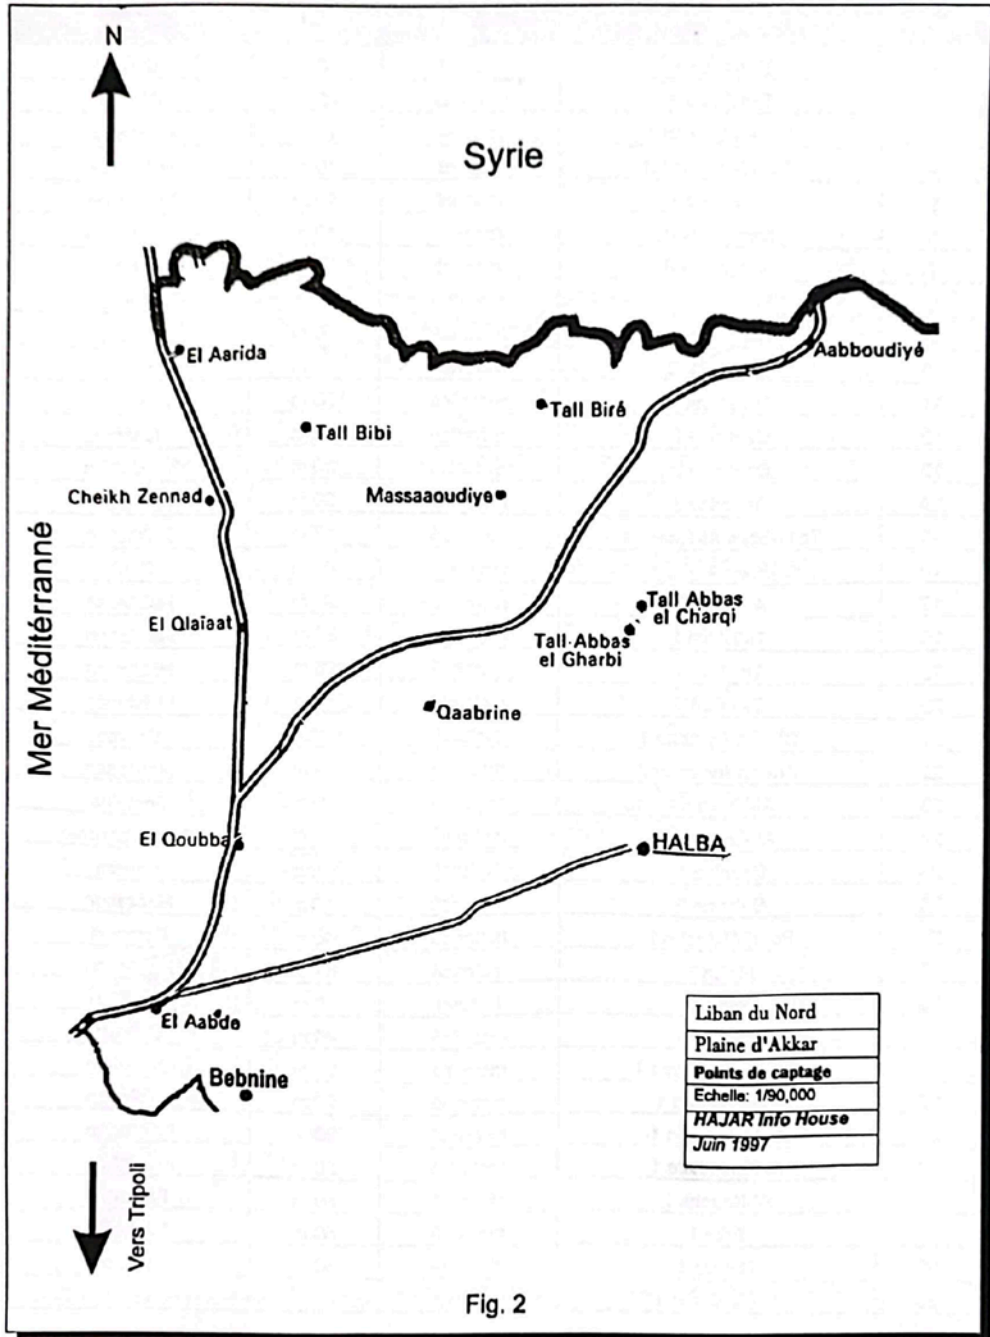 N
Syrie
El Aarida
Aabboudiyé
Tall Biré
Tall Bibi
Massaaoudiye
Cheikh Zennad
Mer Méditérranné
El Qlaiaat
Tall Abbas
el Charqi
Tall-Abbas
el Gharbi
Qaabrine
El Qoubba
HALBA
El Aabde
Bebnine
Liban du Nord
Plaine d'Akkar
Points de captage
Echelle: 1/90,000
HAJAR Info House
Juin 1997
Vers Tripoli
Fig. 2